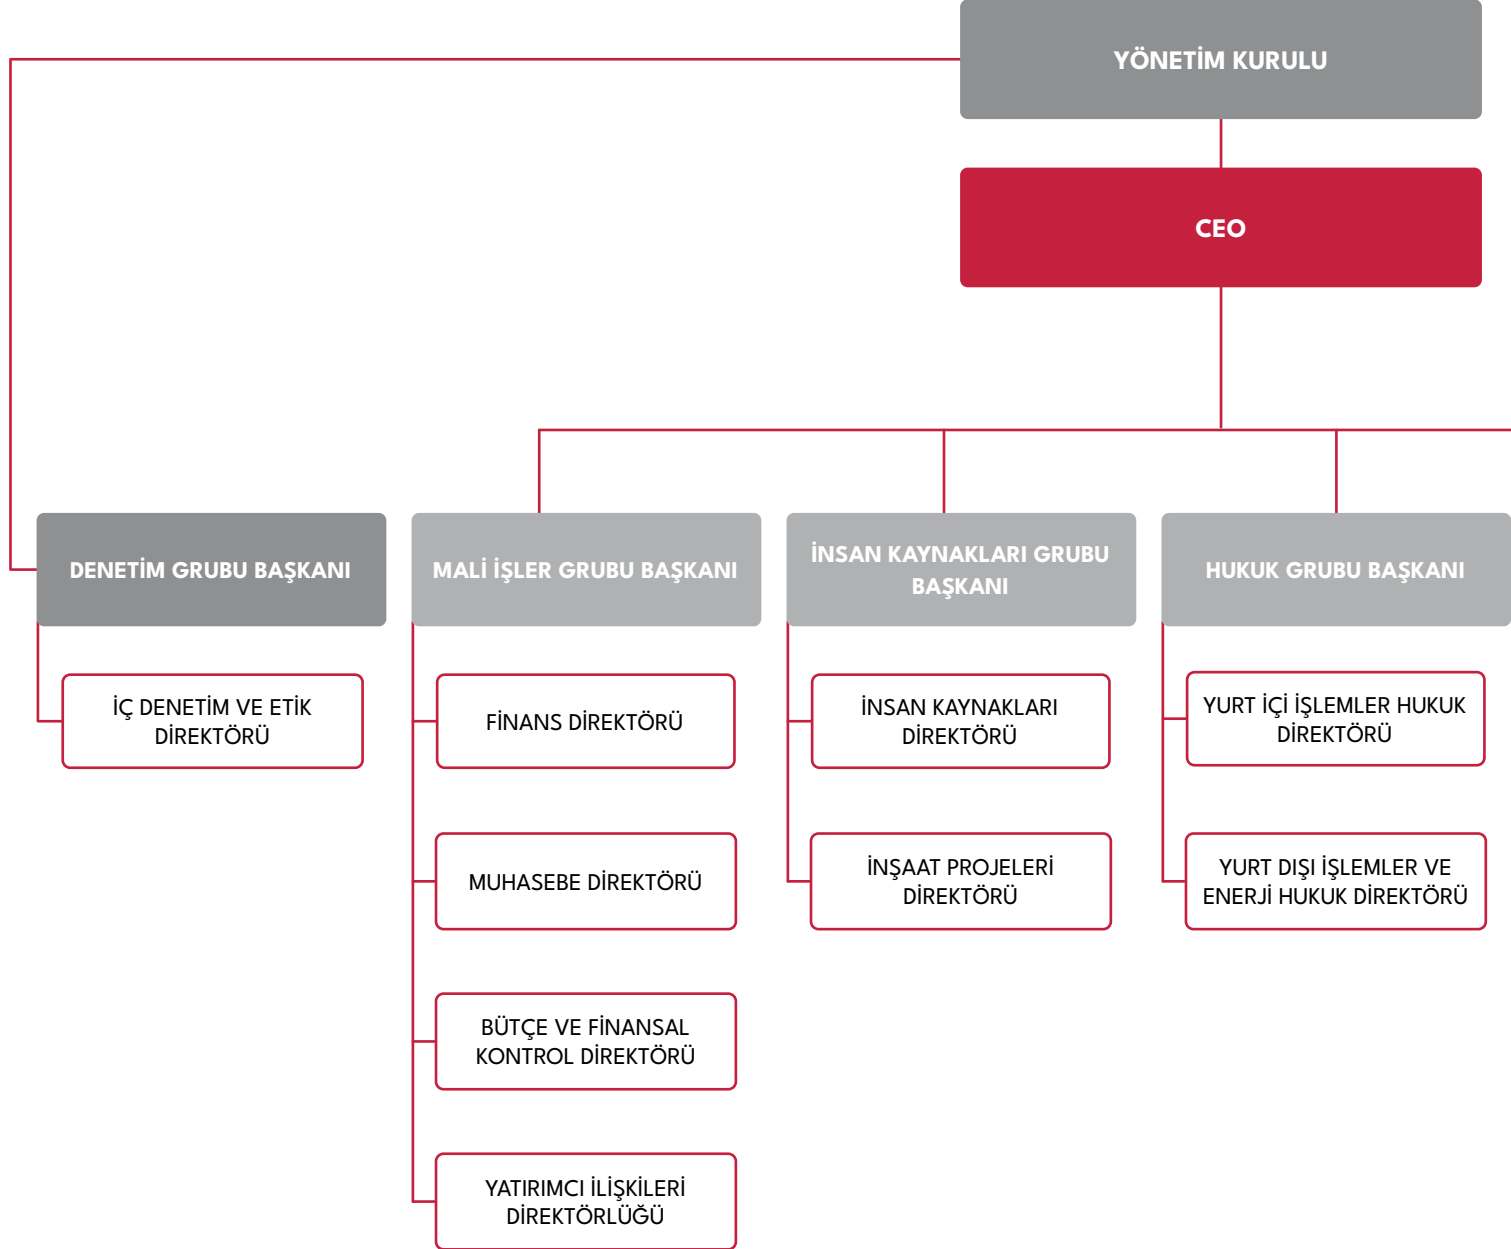 YÖNETİM KURULU
CEO
DENETİM GRUBU BAŞKANI
İÇ DENETİM VE ETİK
DİREKTÖRÜ
MALİ İŞLER GRUBU BAŞKANI
FİNANS DİREKTÖRÜ
MUHASEBE DİREKTÖRÜ
BÜTÇE VE FİNANSAL
KONTROL DİREKTÖRÜ
YATIRIMCI İLİŞKİLERİ
DİREKTÖRLÜĞÜ
İNSAN KAYNAKLARI GRUBU
BAŞKANI
İNSAN KAYNAKLARI
DİREKTÖRÜ
İNŞAAT PROJELERİ
DİREKTÖRÜ
HUKUK GRUBU BAŞKANI
YURT İÇİ İŞLEMLER HUKUK
DİREKTÖRÜ
YURT DIŞI İŞLEMLER VE
ENERJİ HUKUK DİREKTÖRÜ